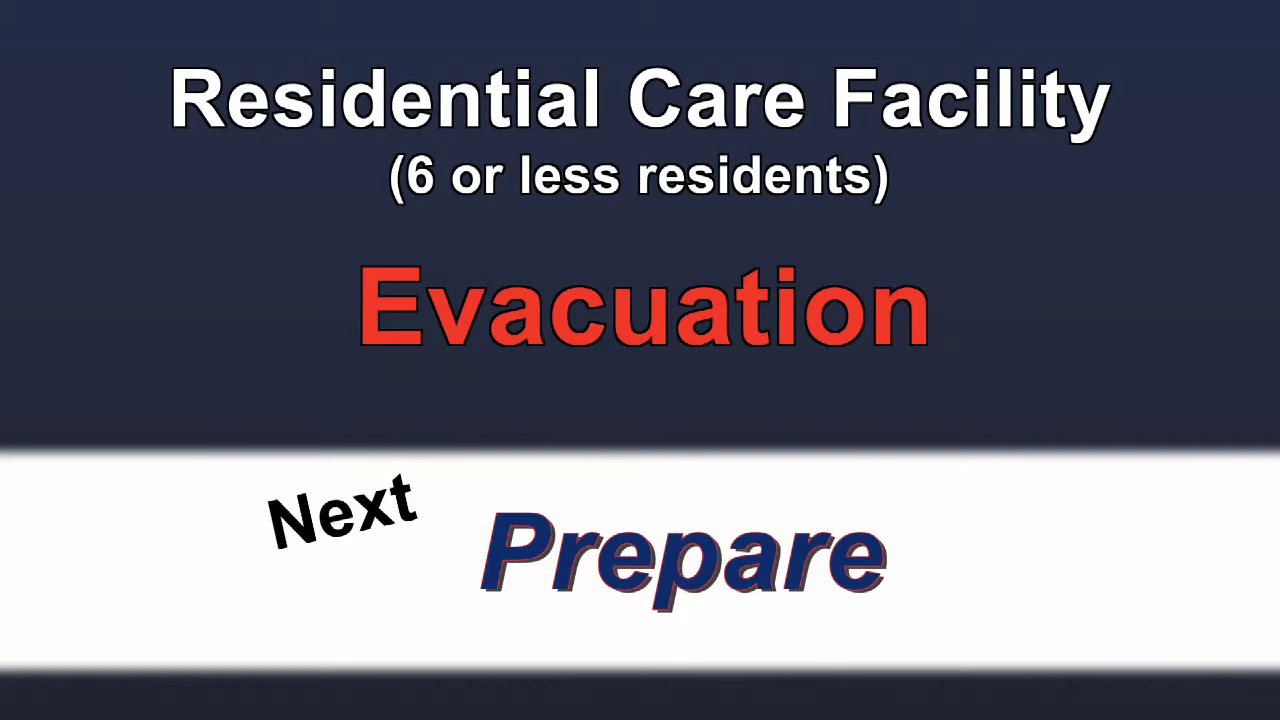 Residential Care Facility
(6 or less residents)
Evacuation
Next
Prepare